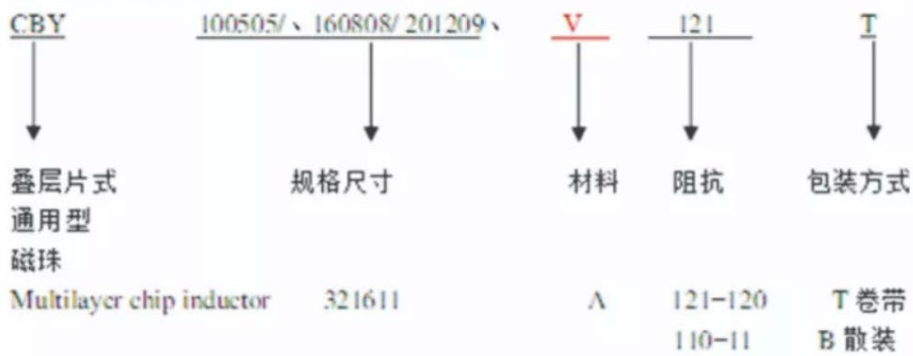 CBY 100505/、160808/ 201209、 V 121 T
叠层片式 规格尺寸 材料 阻抗 包装方式
通用型
磁珠
Multilayer chip inductor 321611 A 121-120 T 卷带
110-11 B 散装